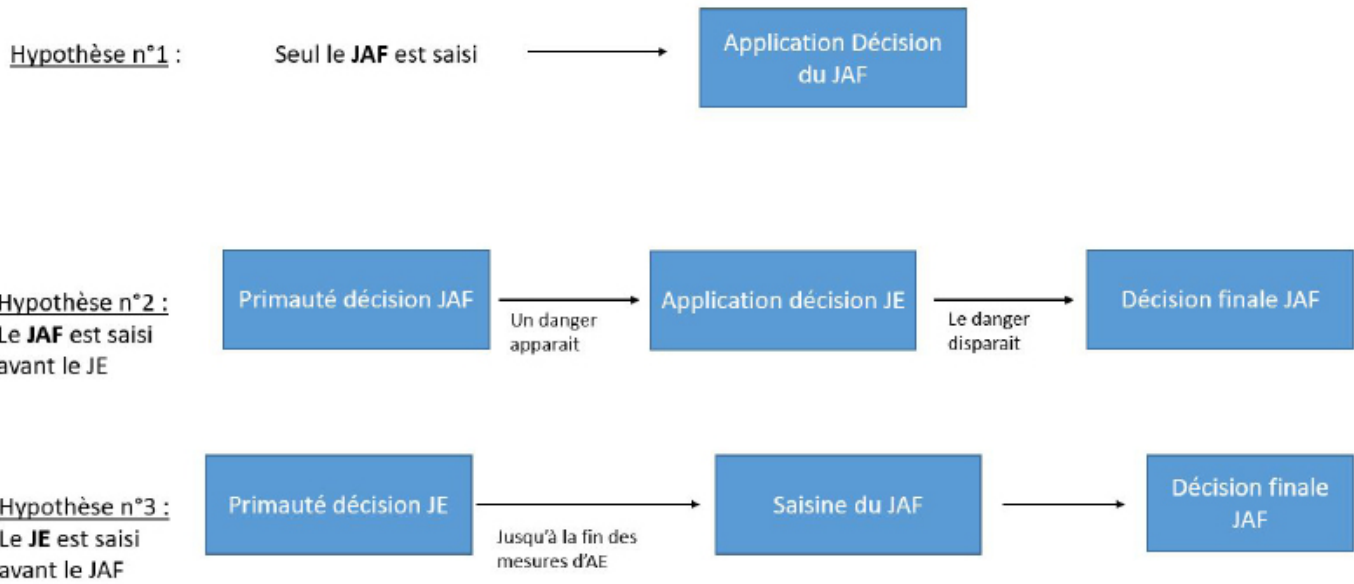 Hypothèse n°1 :
Seul le JAF est saisi
Application Décision
du JAF
Hypothèse n°2 :
Le JAF est saisi
avant le JE
Primauté décision JAF
Un danger
apparait
Application décision JE
Le danger
disparait
Décision finale JAF
Hypothèse n°3 :
Le JE est saisi
avant le JAF
Primauté décision JE
Jusqu'à la fin des
mesures d'AE
Saisine du JAF
Décision finale
JAF